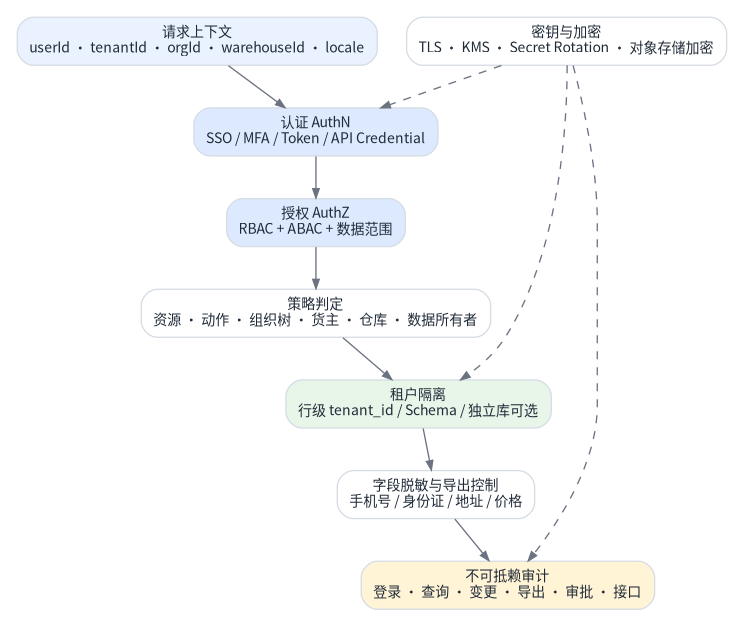 请求上下文
userId · tenantId · orgId · warehouseId · locale
密钥与加密
TLS · KMS · Secret Rotation · 对象存储加密
认证 AuthN
SSO / MFA / Token / API Credential
授权 AuthZ
RBAC + ABAC + 数据范围
策略判定
资源 · 动作 · 组织树 · 货主 · 仓库 · 数据所有者
租户隔离
行级 tenant_id / Schema / 独立库可选
字段脱敏与导出控制
手机号 / 身份证 / 地址 / 价格
不可抵赖审计
登录 · 查询 · 变更 · 导出 · 审批 · 接口